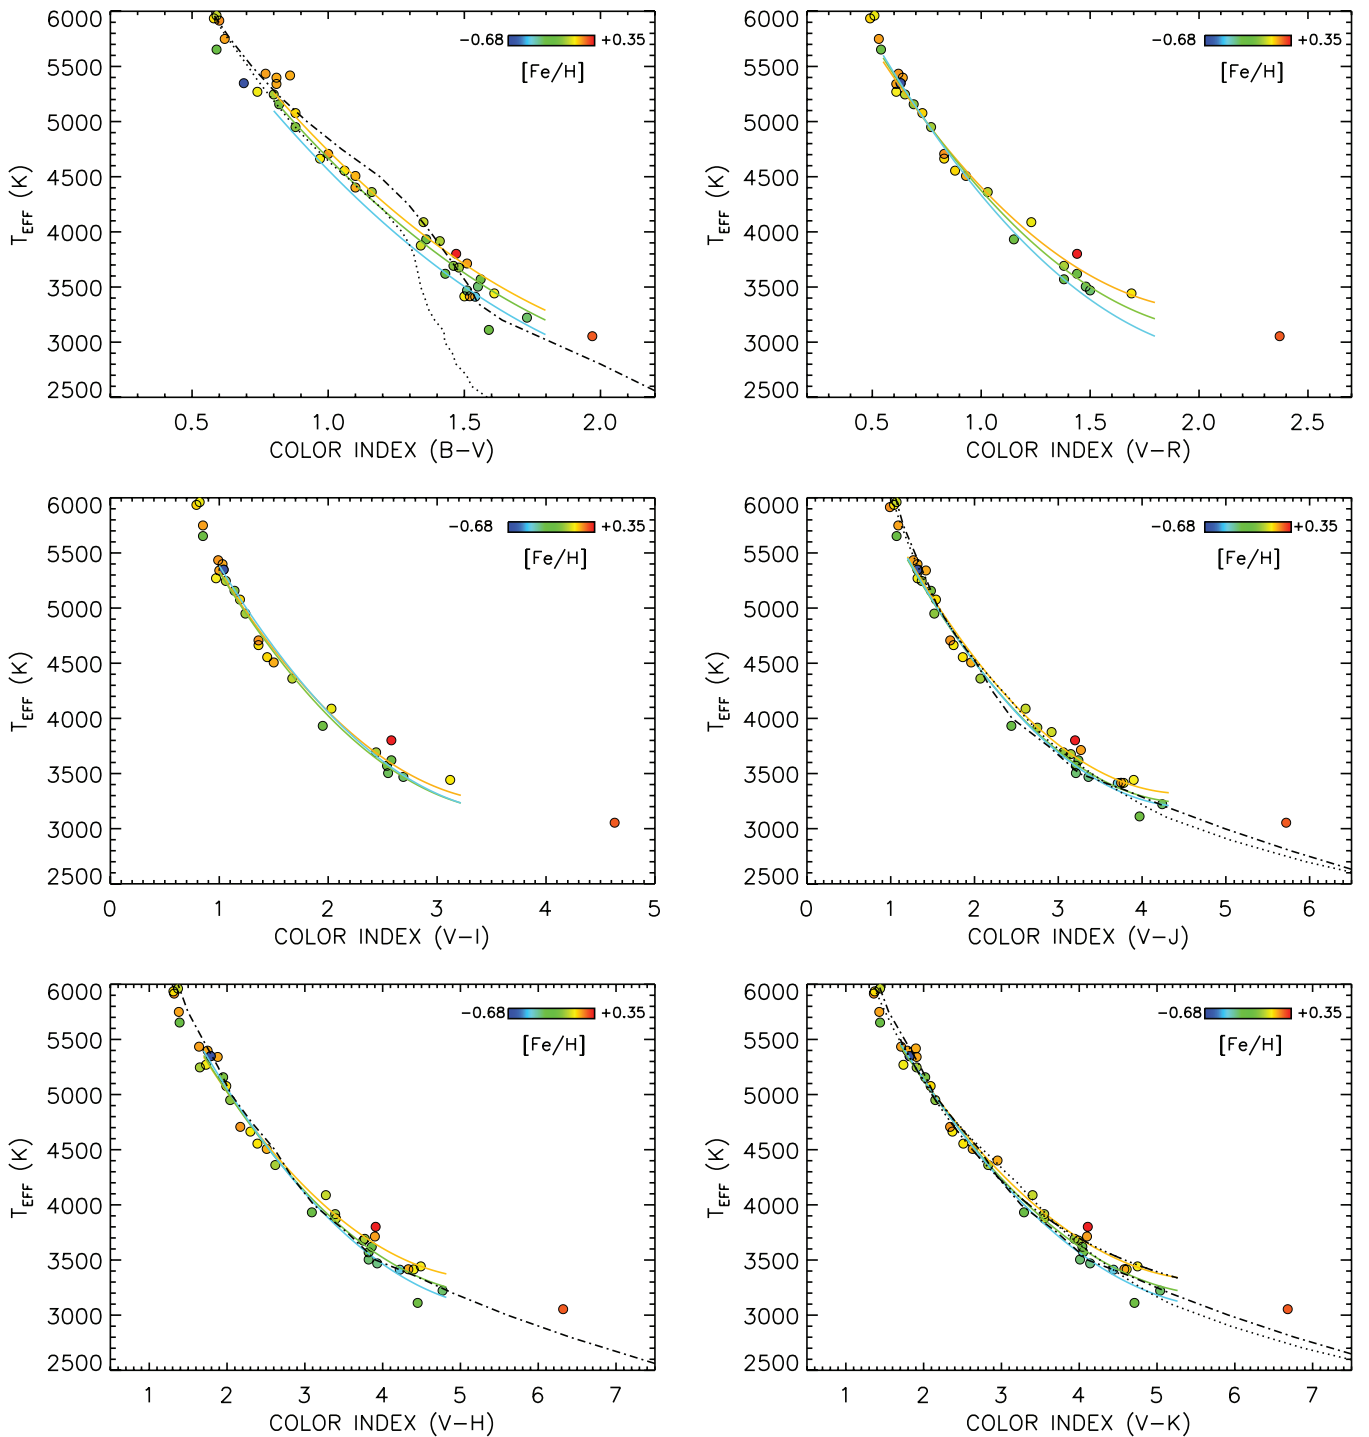 6000
5500
5000
4500
4000
3500
3000
2500
T_EFF (K)
−0.68 +0.35
[Fe/H]
0.5 1.0 1.5 2.0
COLOR INDEX (B−V)
6000
5500
5000
4500
4000
3500
3000
2500
T_EFF (K)
−0.68 +0.35
[Fe/H]
0.5 1.0 1.5 2.0 2.5
COLOR INDEX (V−R)
6000
5500
5000
4500
4000
3500
3000
2500
T_EFF (K)
−0.68 +0.35
[Fe/H]
0 1 2 3 4 5
COLOR INDEX (V−I)
6000
5500
5000
4500
4000
3500
3000
2500
T_EFF (K)
−0.68 +0.35
[Fe/H]
0 1 2 3 4 5 6
COLOR INDEX (V−J)
6000
5500
5000
4500
4000
3500
3000
2500
T_EFF (K)
−0.68 +0.35
[Fe/H]
1 2 3 4 5 6 7
COLOR INDEX (V−H)
6000
5500
5000
4500
4000
3500
3000
2500
T_EFF (K)
−0.68 +0.35
[Fe/H]
1 2 3 4 5 6 7
COLOR INDEX (V−K)